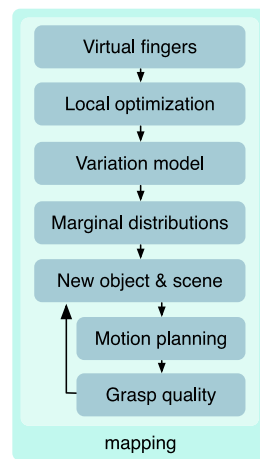 Virtual fingers
Local optimization
Variation model
Marginal distributions
New object & scene
Motion planning
Grasp quality
mapping